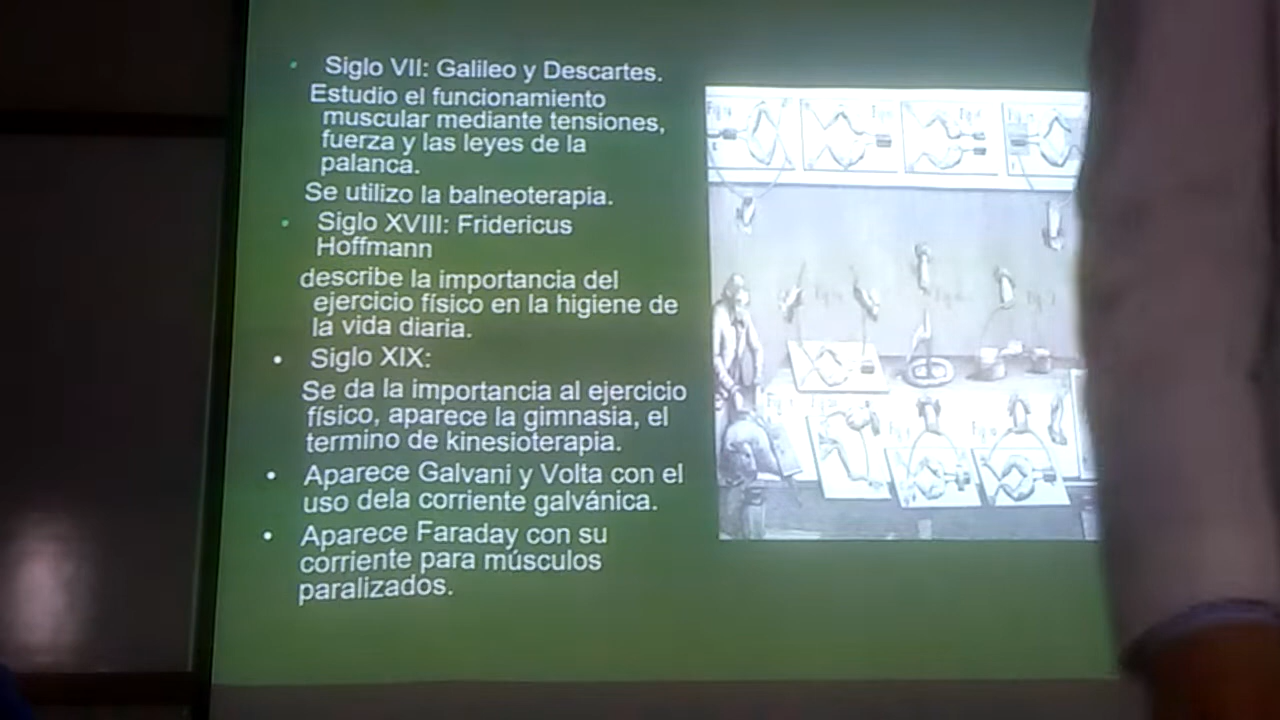 • Siglo VII: Galileo y Descartes.
Estudio el funcionamiento
muscular mediante tensiones,
fuerza y las leyes de la
palanca.
Se utilizo la balneoterapia.
• Siglo XVIII: Fridericus
Hoffmann
describe la importancia del
ejercicio físico en la higiene de
la vida diaria.
• Siglo XIX:
Se da la importancia al ejercicio
físico, aparece la gimnasia, el
termino de kinesioterapia.
• Aparece Galvani y Volta con el
uso dela corriente galvánica.
• Aparece Faraday con su
corriente para músculos
paralizados.